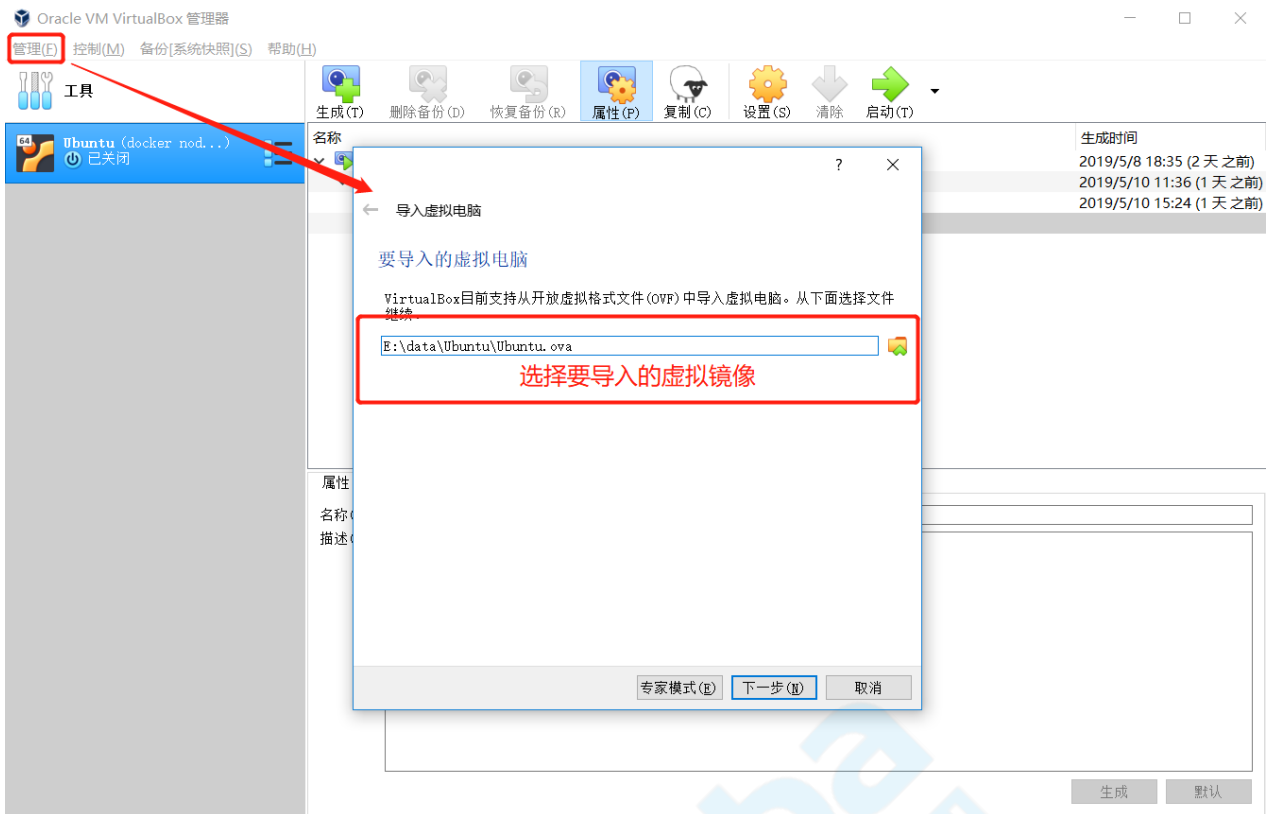 Oracle VM VirtualBox 管理器
管理(F) 控制(M) 备份[系统快照](S) 帮助(H)
工具
生成(T) 删除备份(D) 恢复备份(R) 属性(P) 复制(C) 设置(S) 清除 启动(T)
64
Ubuntu (docker nod...)
已关闭
名称 生成时间
2019/5/8 18:35 (2 天之前)
2019/5/10 11:36 (1 天之前)
2019/5/10 15:24 (1 天之前)
?
← 导入虚拟电脑
要导入的虚拟电脑
VirtualBox目前支持从开放虚拟格式文件(OVF)中导入虚拟电脑。从下面选择文件
继续.
E:\data\Ubuntu\Ubuntu.ova
选择要导入的虚拟镜像
属性
名称(
描述(
专家模式(E) 下一步(N) 取消
生成 默认